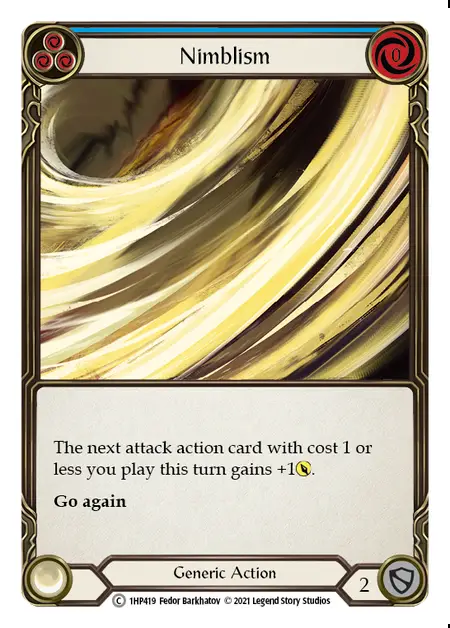 Nimblism
0
The next attack action card with cost 1 or
less you play this turn gains +1.
Go again
Generic Action
2
C 1HP419 Fedor Barkhatov © 2021 Legend Story Studios